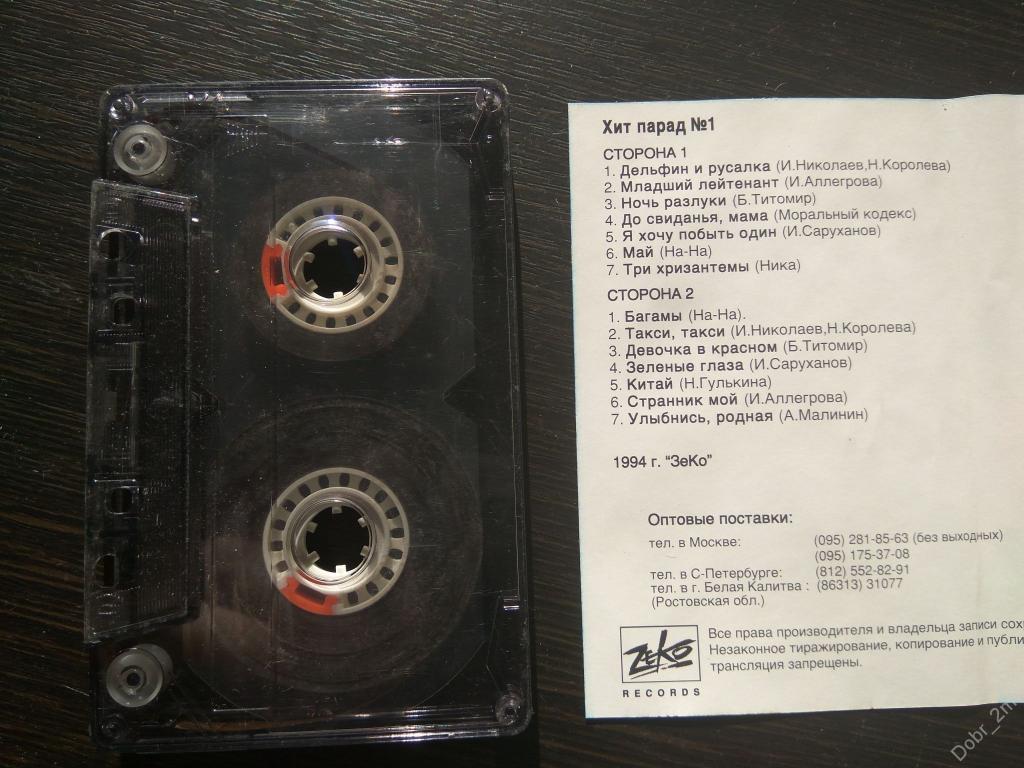 Хит парад №1
СТОРОНА 1
1. Дельфин и русалка (И.Николаев,Н.Королева)
2. Младший лейтенант (И.Аллегрова)
3. Ночь разлуки (Б.Титомир)
4. До свиданья, мама (Моральный кодекс)
5. Я хочу побыть один (И.Саруханов)
6. Май (На-На)
7. Три хризантемы (Ника)
СТОРОНА 2
1. Багамы (На-На).
2. Такси, такси (И.Николаев,Н.Королева)
3. Девочка в красном (Б.Титомир)
4. Зеленые глаза (И.Саруханов)
5. Китай (Н.Гулькина)
6. Странник мой (И.Аллегрова)
7. Улыбнись, родная (А.Малинин)
1994 г. "ЗеКо"
Оптовые поставки:
тел. в Москве: (095) 281-85-63 (без выходных)
(095) 175-37-08
тел. в С-Петербурге: (812) 552-82-91
тел. в г. Белая Калитва : (86313) 31077
(Ростовская обл.)
ZeKo
RECORDS
Все права производителя и владельца записи
Незаконное тиражирование, копирование и
трансляция запрещены.